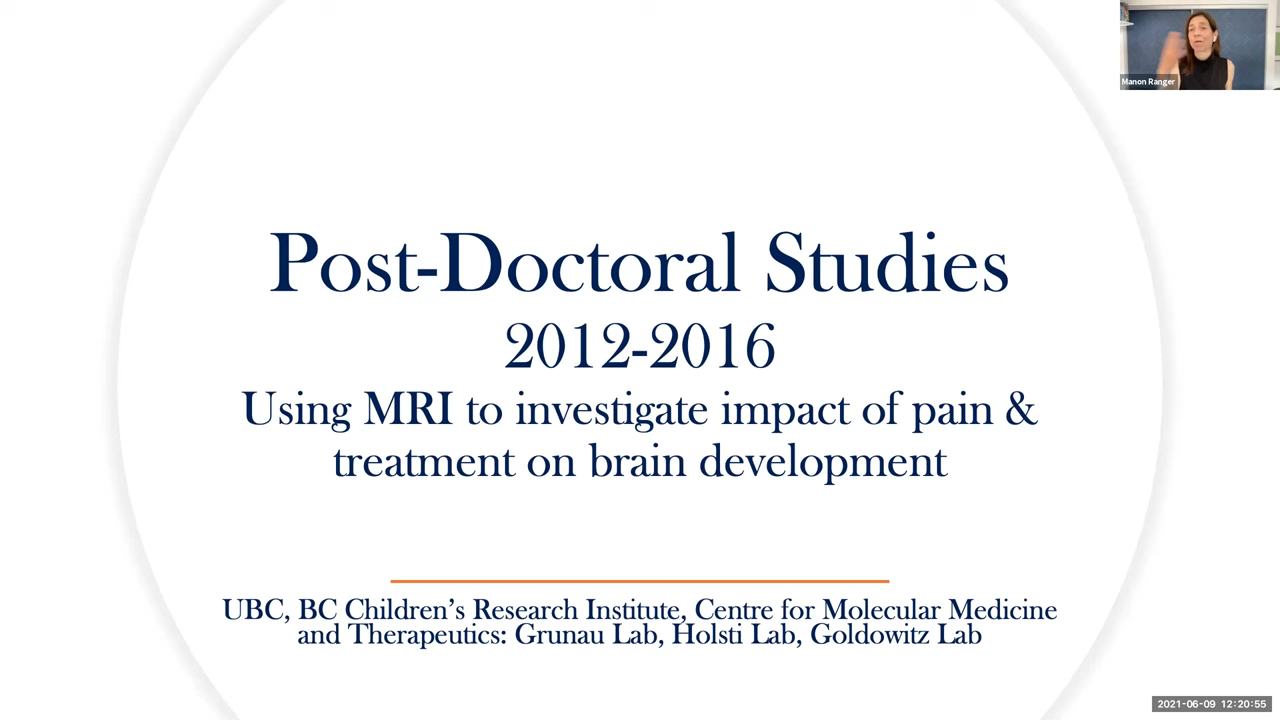 Manon Ranger
Post-Doctoral Studies
2012-2016
Using MRI to investigate impact of pain &
treatment on brain development
UBC, BC Children’s Research Institute, Centre for Molecular Medicine
and Therapeutics: Grunau Lab, Holsti Lab, Goldowitz Lab
2021-06-09 12:20:55